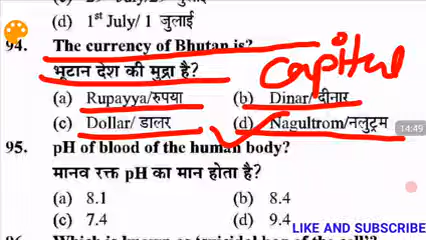 (d) 1st July/ 1 जुलाई
94. The currency of Bhutan is?
capital
भूटान देश की मुद्रा है?
(a) Rupayya/रुपया (b) Dinar/ दीनार
(c) Dollar/ डालर (d) Nagultrom/नलुट्रम
14:49
95. pH of blood of the human body?
मानव रक्त pH का मान होता है?
(a) 8.1 (b) 8.4
(c) 7.4 (d) 9.4
LIKE AND SUBSCRIBE